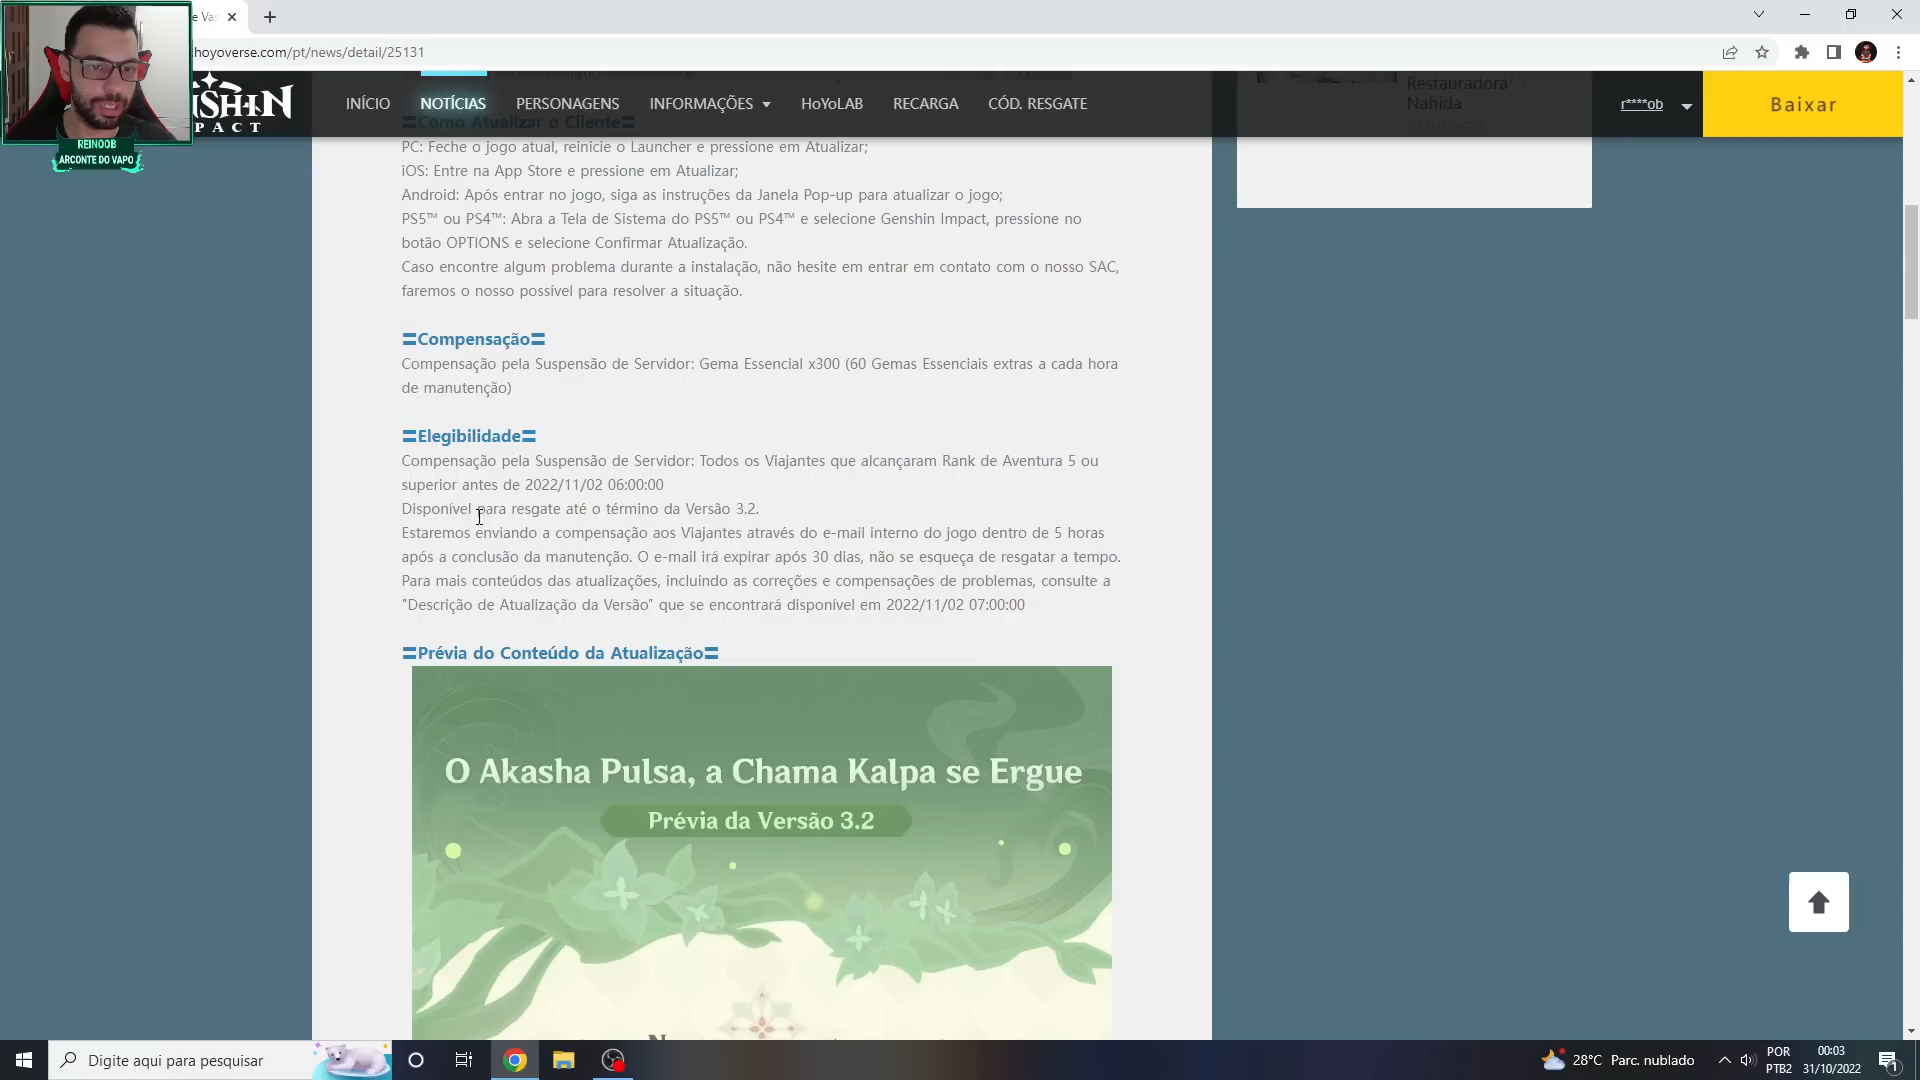 hoyoverse.com/pt/news/detail/25131
INÍCIO NOTÍCIAS PERSONAGENS INFORMAÇÕES HoYoLAB RECARGA CÓD. RESGATE
r****ob
Baixar
REINOOB
ARCONTE DO VAPO
Restauradora
Nahida
〓Como Atualizar o Cliente〓
PC: Feche o jogo atual, reinicie o Launcher e pressione em Atualizar;
iOS: Entre na App Store e pressione em Atualizar;
Android: Após entrar no jogo, siga as instruções da Janela Pop-up para atualizar o jogo;
PS5™ ou PS4™: Abra a Tela de Sistema do PS5™ ou PS4™ e selecione Genshin Impact, pressione no
botão OPTIONS e selecione Confirmar Atualização.
Caso encontre algum problema durante a instalação, não hesite em entrar em contato com o nosso SAC,
faremos o nosso possível para resolver a situação.
〓Compensação〓
Compensação pela Suspensão de Servidor: Gema Essencial x300 (60 Gemas Essenciais extras a cada hora
de manutenção)
〓Elegibilidade〓
Compensação pela Suspensão de Servidor: Todos os Viajantes que alcançaram Rank de Aventura 5 ou
superior antes de 2022/11/02 06:00:00
Disponível para resgate até o término da Versão 3.2.
Estaremos enviando a compensação aos Viajantes através do e-mail interno do jogo dentro de 5 horas
após a conclusão da manutenção. O e-mail irá expirar após 30 dias, não se esqueça de resgatar a tempo.
Para mais conteúdos das atualizações, incluindo as correções e compensações de problemas, consulte a
"Descrição de Atualização da Versão" que se encontrará disponível em 2022/11/02 07:00:00
〓Prévia do Conteúdo da Atualização〓
O Akasha Pulsa, a Chama Kalpa se Ergue
Prévia da Versão 3.2
Digite aqui para pesquisar
28°C Parc. nublado
POR
PTB2
00:03
31/10/2022
1